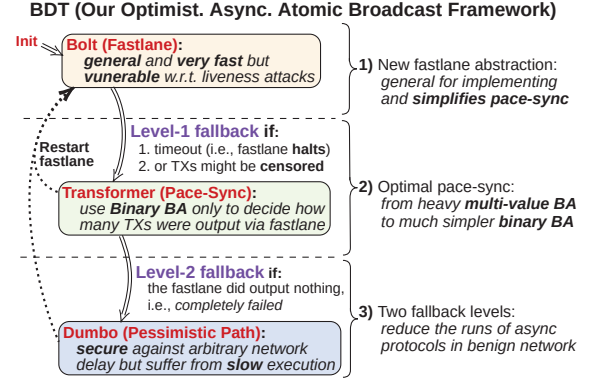 BDT (Our Optimist. Async. Atomic Broadcast Framework)
Init
Bolt (Fastlane):
general and very fast but
vunerable w.r.t. liveness attacks
1) New fastlane abstraction:
general for implementing
and simplifies pace-sync
Level-1 fallback if:
1. timeout (i.e., fastlane halts)
2. or TXs might be censored
Restart
fastlane
Transformer (Pace-Sync):
use Binary BA only to decide how
many TXs were output via fastlane
2) Optimal pace-sync:
from heavy multi-value BA
to much simpler binary BA
Level-2 fallback if:
the fastlane did output nothing,
i.e., completely failed
3) Two fallback levels:
reduce the runs of async
protocols in benign network
Dumbo (Pessimistic Path):
secure against arbitrary network
delay but suffer from slow execution